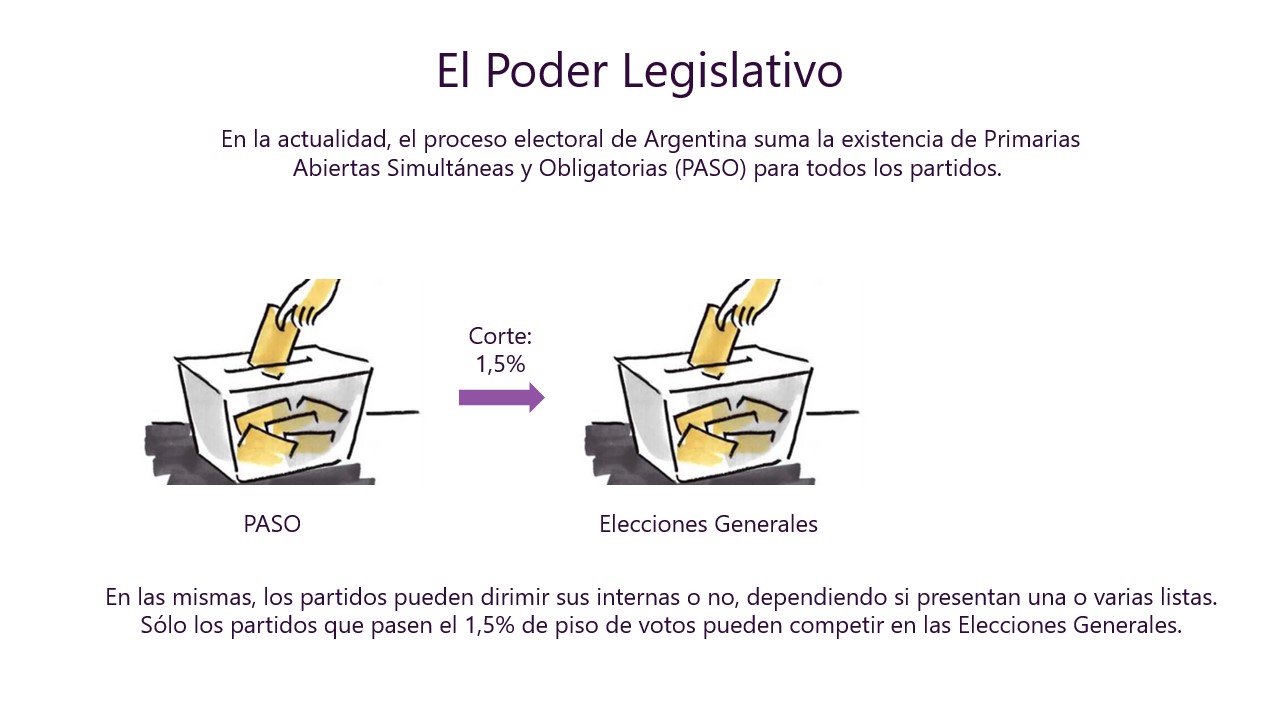 El Poder Legislativo
En la actualidad, el proceso electoral de Argentina suma la existencia de Primarias
Abiertas Simultáneas y Obligatorias (PASO) para todos los partidos.
Corte:
1,5%
PASO
Elecciones Generales
En las mismas, los partidos pueden dirimir sus internas o no, dependiendo si presentan una o varias listas.
Sólo los partidos que pasen el 1,5% de piso de votos pueden competir en las Elecciones Generales.